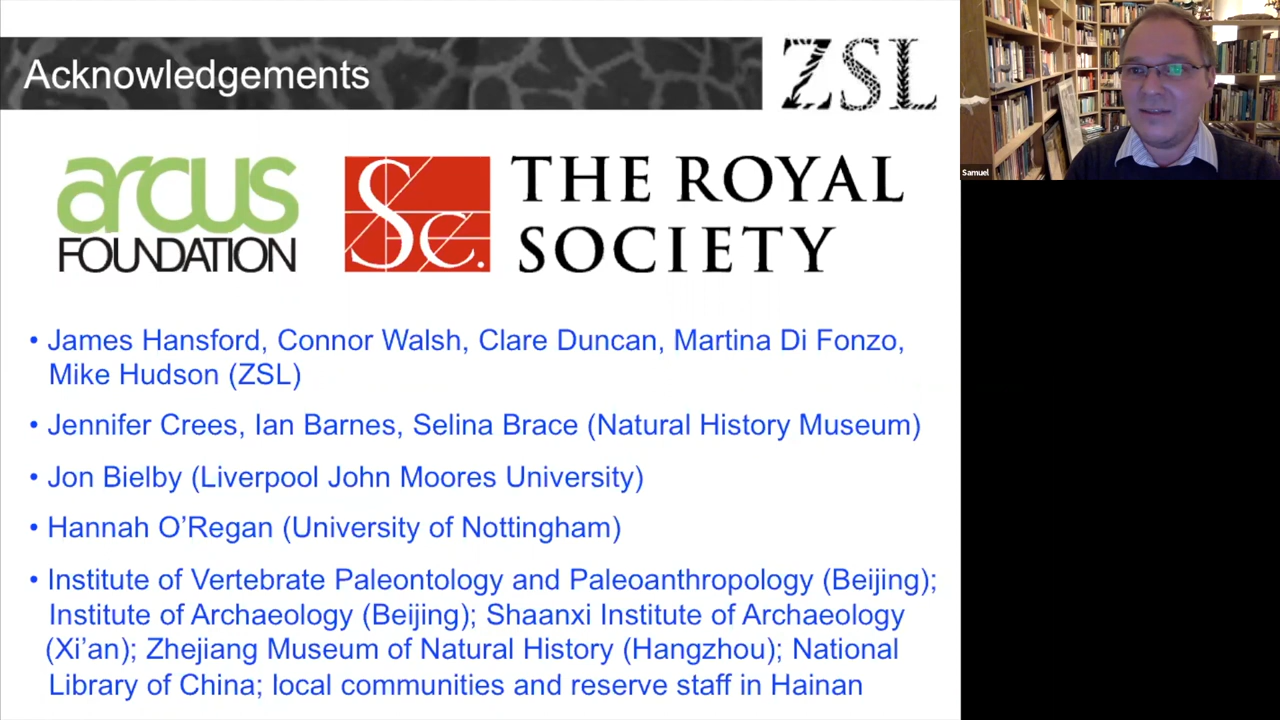 Acknowledgements
ZSL
arcus
FOUNDATION
Sc.
THE ROYAL
SOCIETY
Samuel
• James Hansford, Connor Walsh, Clare Duncan, Martina Di Fonzo,
Mike Hudson (ZSL)
• Jennifer Crees, Ian Barnes, Selina Brace (Natural History Museum)
• Jon Bielby (Liverpool John Moores University)
• Hannah O’Regan (University of Nottingham)
• Institute of Vertebrate Paleontology and Paleoanthropology (Beijing);
Institute of Archaeology (Beijing); Shaanxi Institute of Archaeology
(Xi’an); Zhejiang Museum of Natural History (Hangzhou); National
Library of China; local communities and reserve staff in Hainan